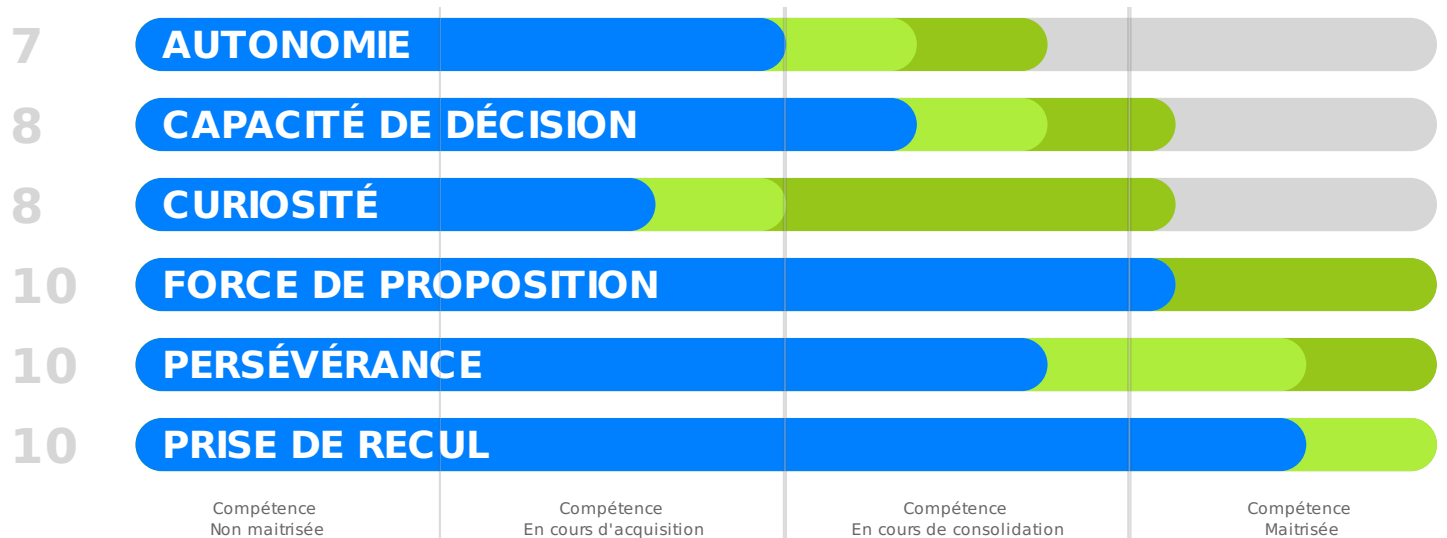 7 AUTONOMIE
8 CAPACITÉ DE DÉCISION
8 CURIOSITÉ
10 FORCE DE PROPOSITION
10 PERSÉVÉRANCE
10 PRISE DE RECUL
Compétence Compétence Compétence Compétence
Non maitrisée En cours d'acquisition En cours de consolidation Maitrisée